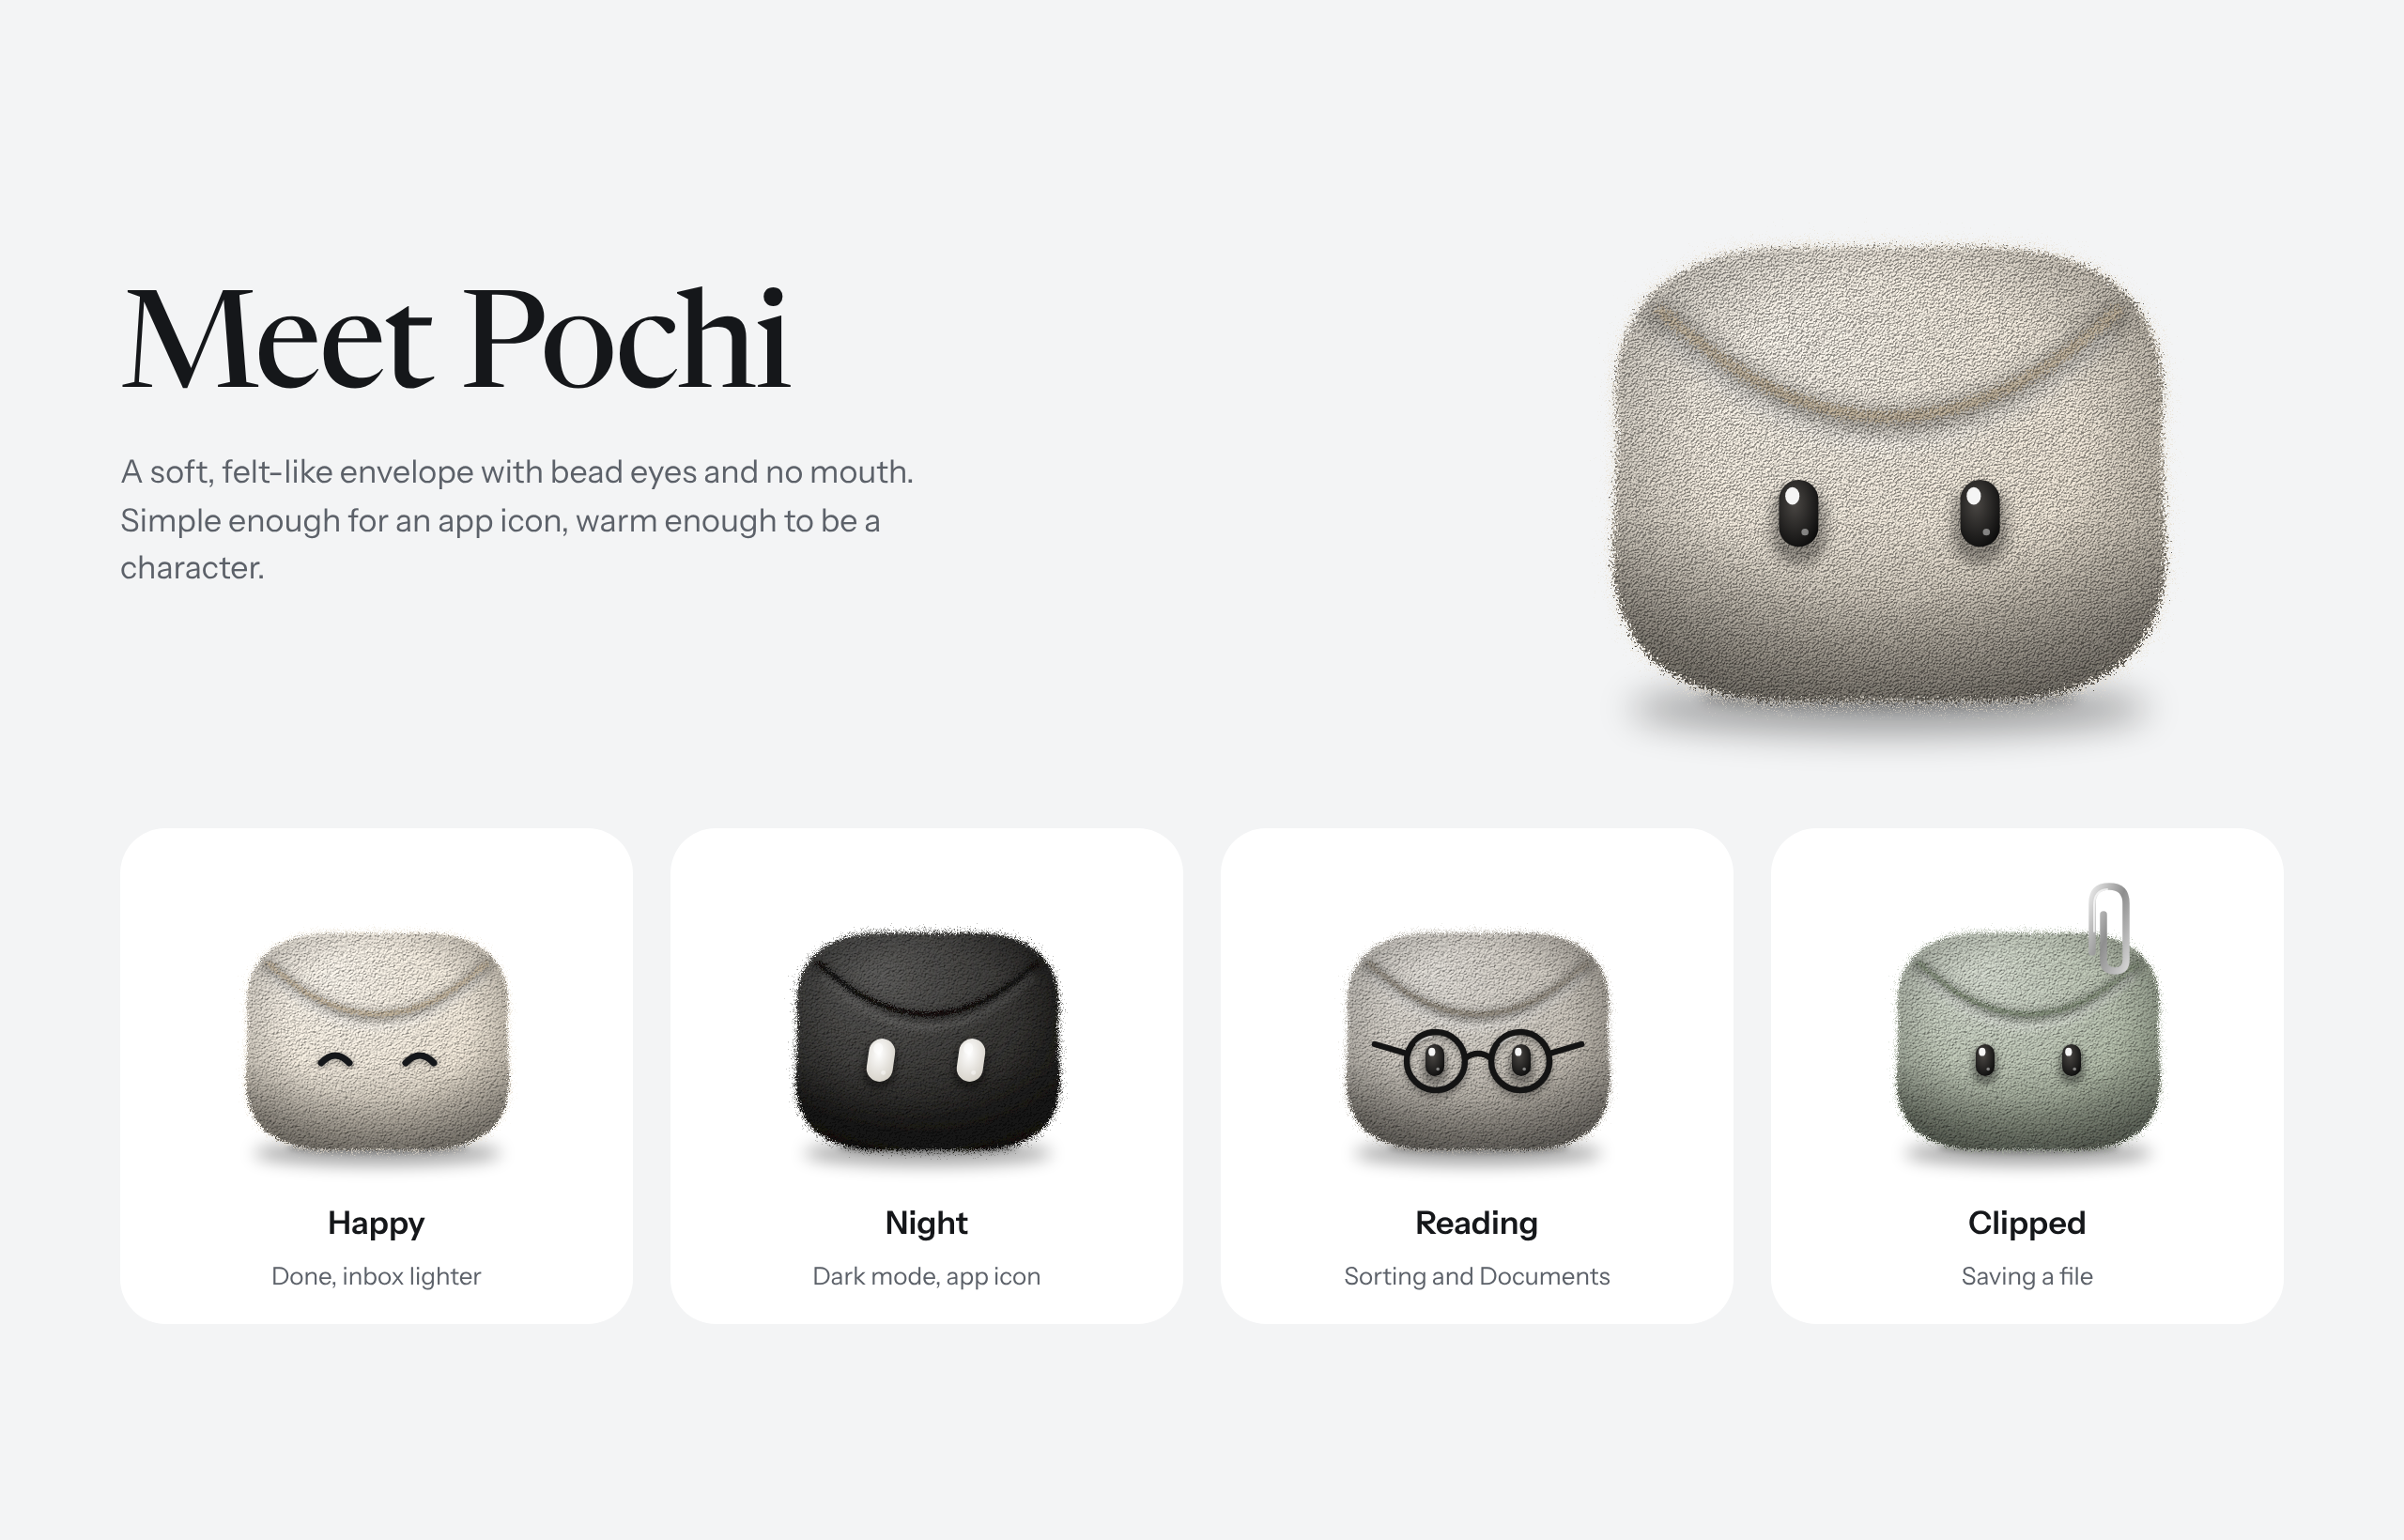 Meet Pochi
A soft, felt-like envelope with bead eyes and no mouth.
Simple enough for an app icon, warm enough to be a
character.
Happy
Done, inbox lighter
Night
Dark mode, app icon
Reading
Sorting and Documents
Clipped
Saving a file